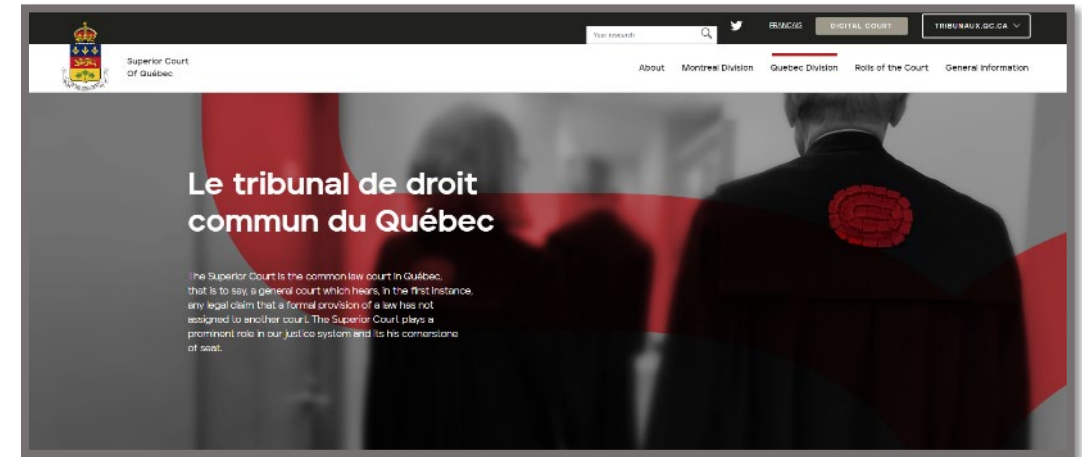 Your research
FRANÇAIS
DIGITAL COURT
TRIBUNAUX.QC.CA
Superior Court
Of Québec
About
Montreal Division
Quebec Division
Rolls of the Court
General Information
Le tribunal de droit
commun du Québec
The Superior Court is the common law court in Québec,
that is to say, a general court which hears, in the first instance,
any legal claim that a formal provision of a law has not
assigned to another court. The Superior Court plays a
prominent role in our justice system and its his cornerstone
of seat.